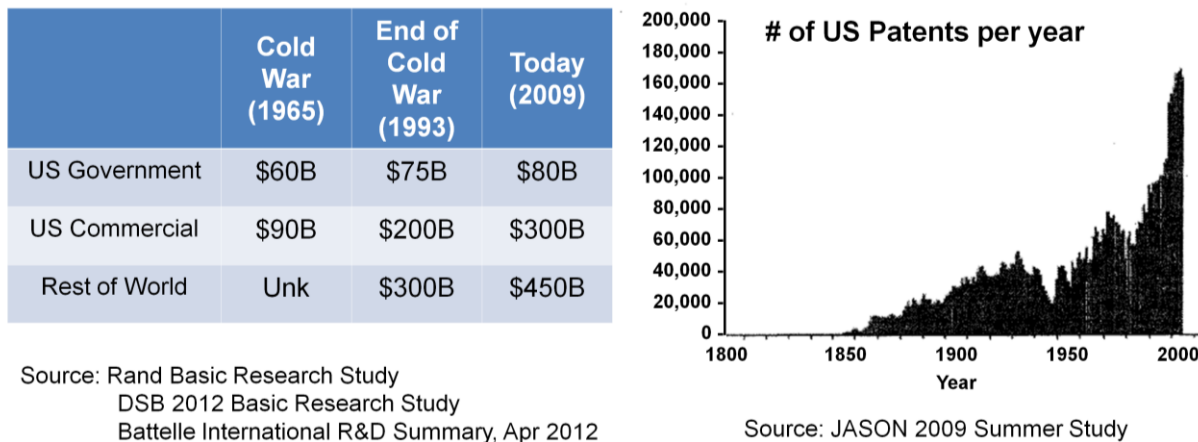 Cold War (1965)
End of Cold War (1993)
Today (2009)
US Government $60B $75B $80B
US Commercial $90B $200B $300B
Rest of World Unk $300B $450B
Source: Rand Basic Research Study
DSB 2012 Basic Research Study
Battelle International R&D Summary, Apr 2012
# of US Patents per year
200,000
180,000
160,000
140,000
120,000
100,000
80,000
60,000
40,000
20,000
0
1800 1850 1900 1950 2000
Year
Source: JASON 2009 Summer Study